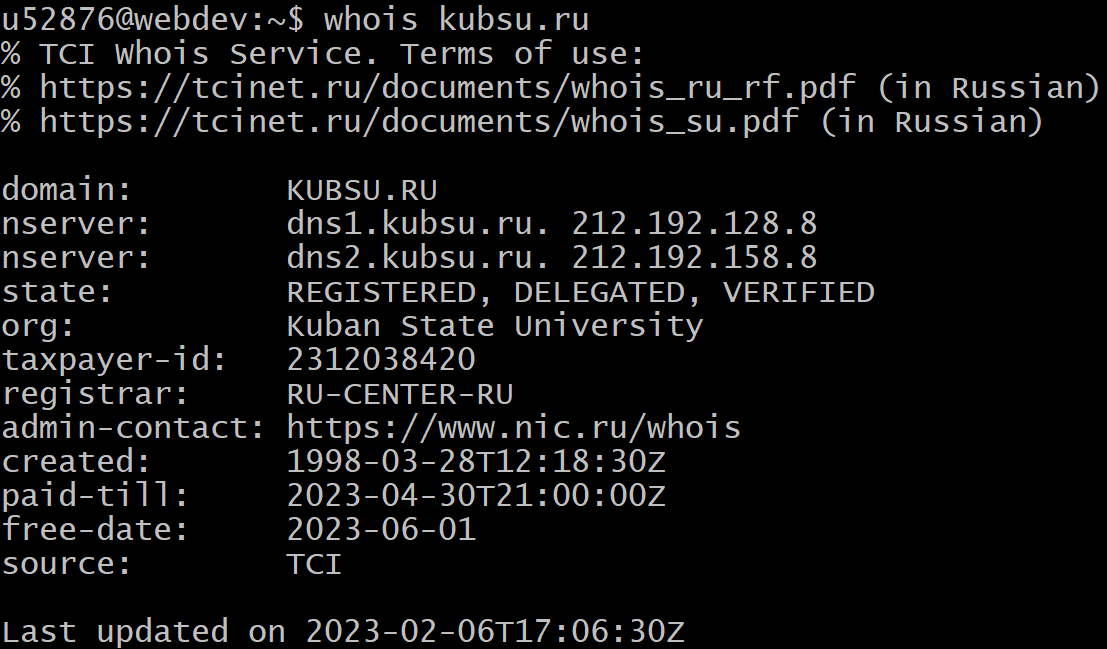 u52876@webdev:~$ whois kubsu.ru
% TCI Whois Service. Terms of use:
% https://tcinet.ru/documents/whois_ru_rf.pdf (in Russian)
% https://tcinet.ru/documents/whois_su.pdf (in Russian)
domain: KUBSU.RU
nserver: dns1.kubsu.ru. 212.192.128.8
nserver: dns2.kubsu.ru. 212.192.158.8
state: REGISTERED, DELEGATED, VERIFIED
org: Kuban State University
taxpayer-id: 2312038420
registrar: RU-CENTER-RU
admin-contact: https://www.nic.ru/whois
created: 1998-03-28T12:18:30Z
paid-till: 2023-04-30T21:00:00Z
free-date: 2023-06-01
source: TCI
Last updated on 2023-02-06T17:06:30Z